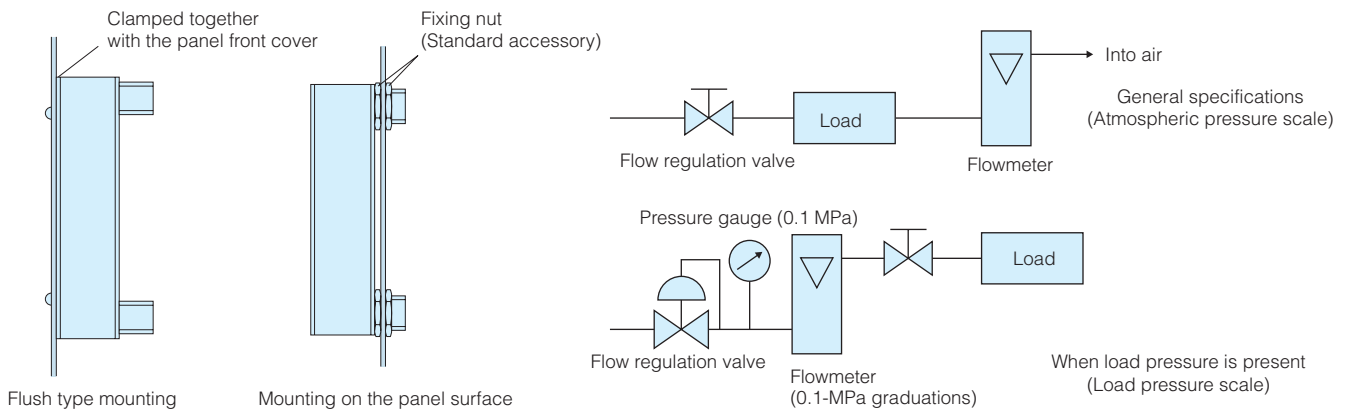 Clamped together
with the panel front cover
Fixing nut
(Standard accessory)
Flush type mounting
Mounting on the panel surface
Load
Into air
General specifications
(Atmospheric pressure scale)
Flow regulation valve
Flowmeter
Pressure gauge (0.1 MPa)
Load
Flow regulation valve
Flowmeter
(0.1-MPa graduations)
When load pressure is present
(Load pressure scale)